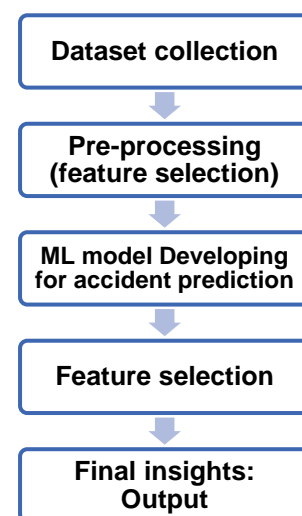 Dataset collection
Pre-processing
(feature selection)
ML model Developing
for accident prediction
Feature selection
Final insights:
Output